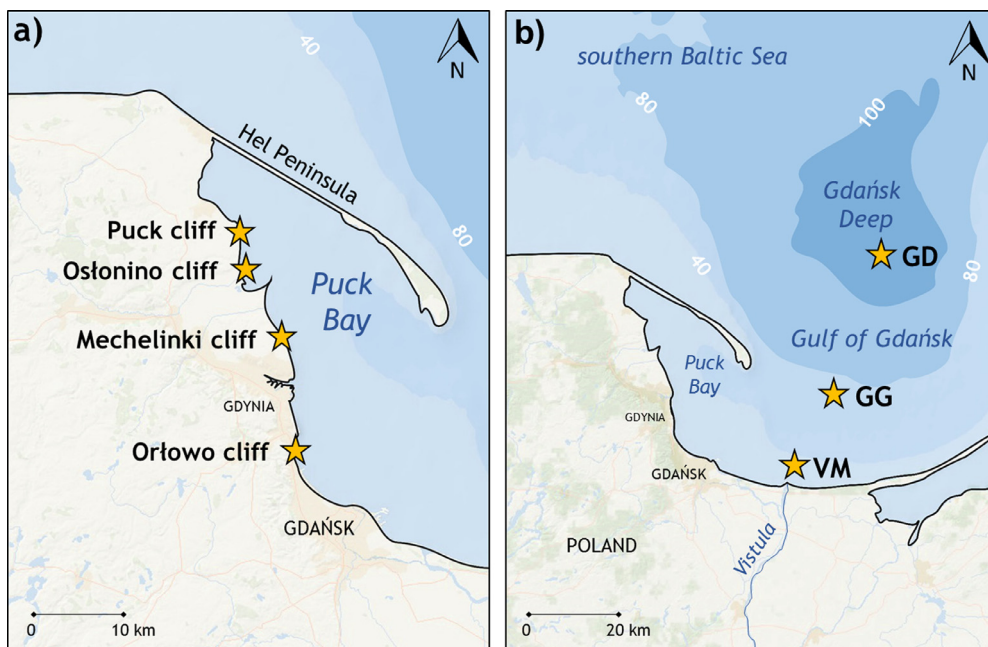 a)
40
N
Hel Peninsula
80
Puck cliff
Osłonino cliff
Puck
Bay
Mechelinki cliff
GDYNIA
Orłowo cliff
GDAŃSK
0 10 km
b)
southern Baltic Sea
N
80
100
Gdańsk
Deep
GD
40
80
Gulf of Gdańsk
Puck
Bay
GG
GDYNIA
GDAŃSK
VM
POLAND
Vistula
0 20 km